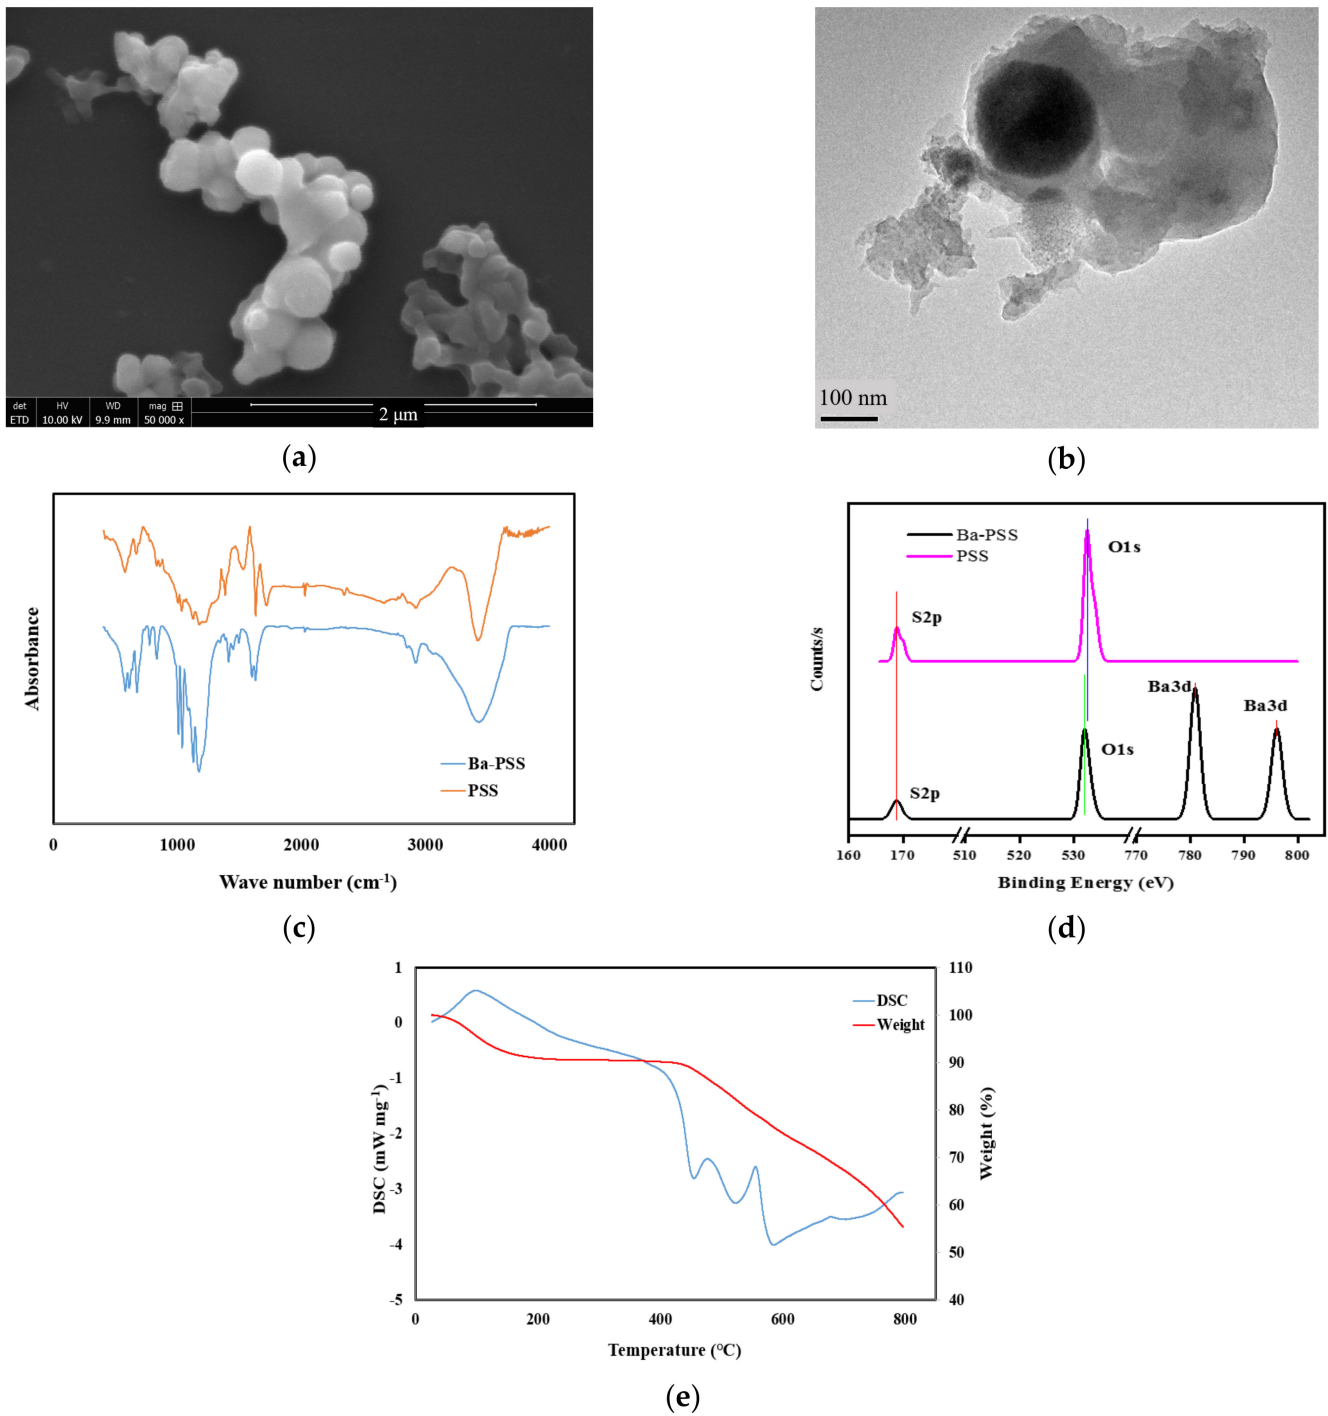 det HV WD mag
ETD 10.00 kV 9.9 mm 50 000 x
2 μm
(a)
100 nm
(b)
Absorbance
Ba-PSS
PSS
0 1000 2000 3000 4000
Wave number (cm-1)
(c)
Counts/s
Ba-PSS
PSS
O1s
S2p
Ba3d
Ba3d
O1s
S2p
160 170 510 520 530 770 780 790 800
Binding Energy (eV)
(d)
DSC (mW mg-1)
1
0
-1
-2
-3
-4
-5
DSC
Weight
110
100
90
80
70
60
50
40
Weight (%)
0 200 400 600 800
Temperature (°C)
(e)